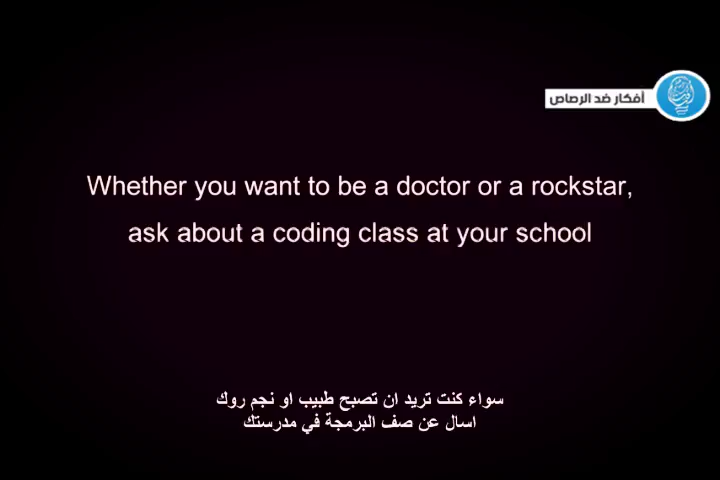 أفكار ضد الرصاص
Whether you want to be a doctor or a rockstar,
ask about a coding class at your school
سواء كنت تريد ان تصبح طبيب او نجم روك
اسال عن صف البرمجة في مدرستك